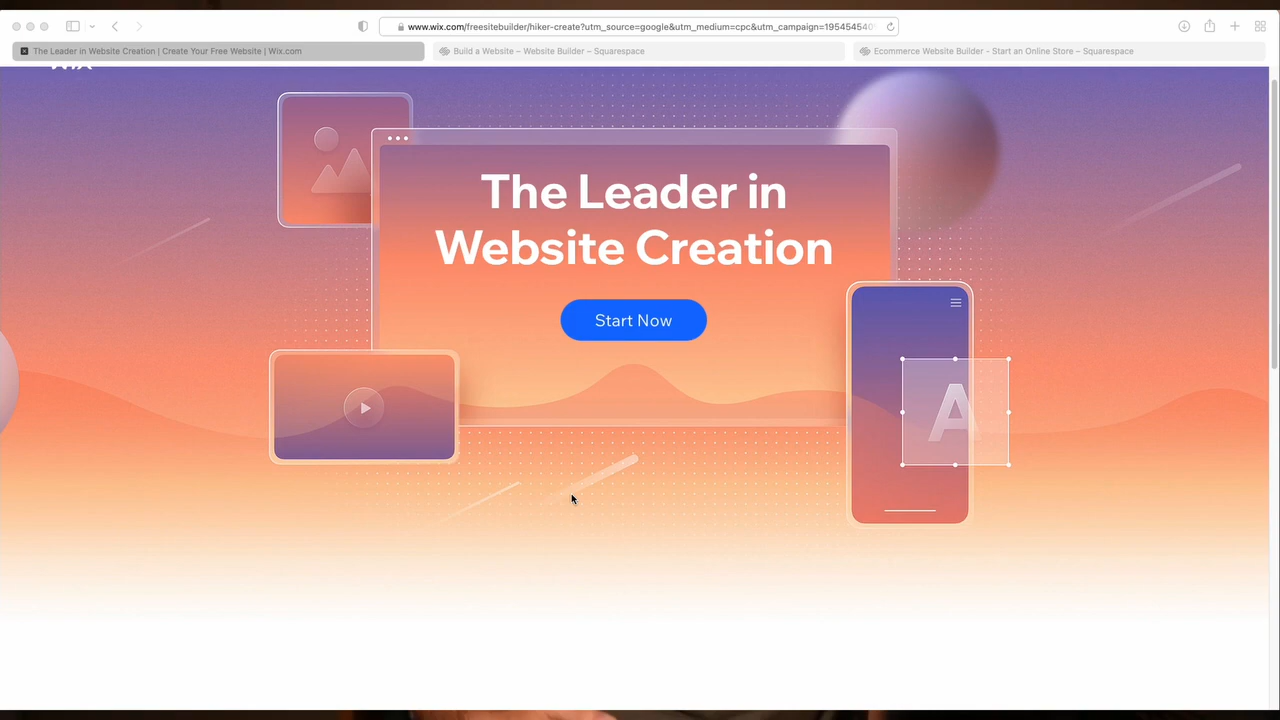 www.wix.com/freesitebuilder/hiker-create?utm_source=google&utm_medium=cpc&utm_campaign=195454540
The Leader in Website Creation | Create Your Free Website | Wix.com
Build a Website – Website Builder – Squarespace
Ecommerce Website Builder - Start an Online Store – Squarespace
The Leader in
Website Creation
Start Now
A